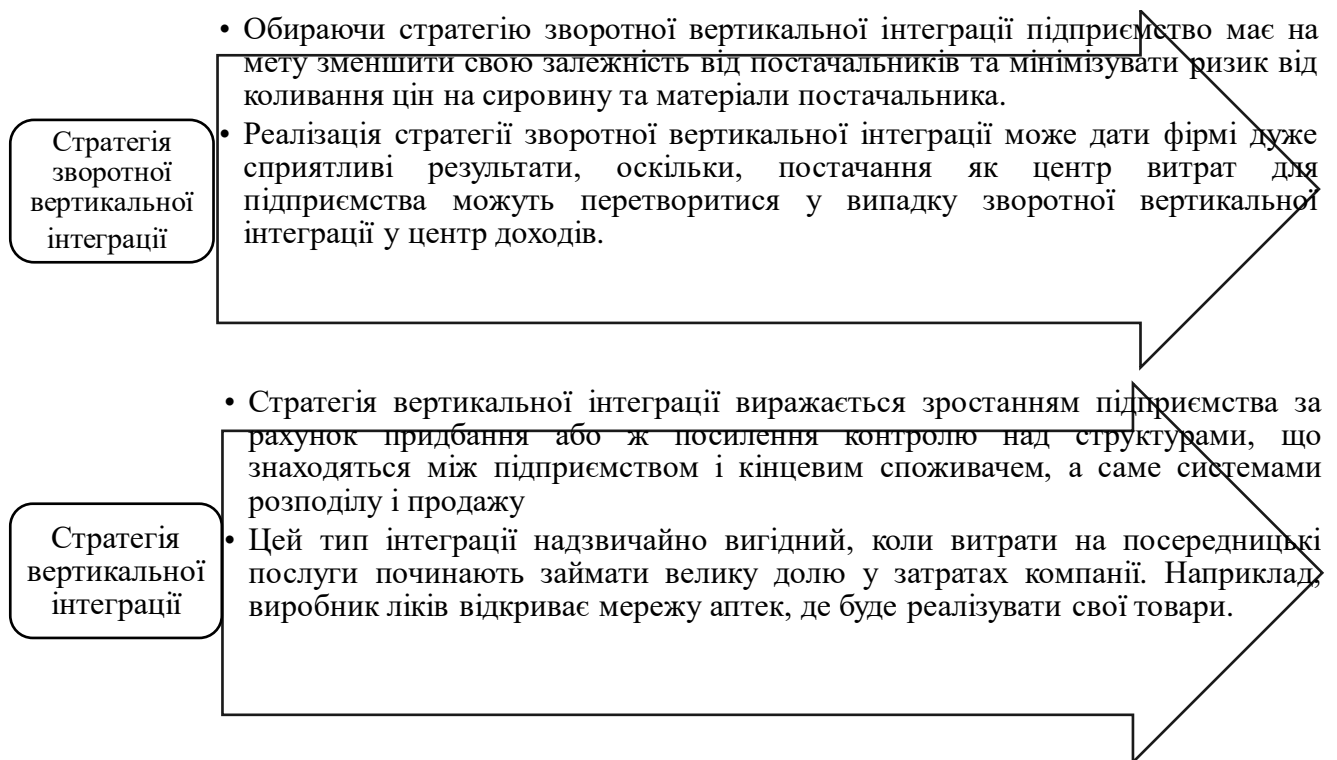 • Обираючи стратегію зворотної вертикальної інтеграції підприємство має на
мету зменшити свою залежність від постачальників та мінімізувати ризик від
коливання цін на сировину та матеріали постачальника.
Стратегія
зворотної
вертикальної
інтеграції
• Реалізація стратегії зворотної вертикальної інтеграції може дати фірмі дуже
сприятливі результати, оскільки, постачання як центр витрат для
підприємства можуть перетворитися у випадку зворотної вертикальної
інтеграції у центр доходів.
• Стратегія вертикальної інтеграції виражається зростанням підприємства за
рахунок придбання або ж посилення контролю над структурами, що
знаходяться між підприємством і кінцевим споживачем, а саме системами
розподілу і продажу
Стратегія
вертикальної
інтеграції
• Цей тип інтеграції надзвичайно вигідний, коли витрати на посередницькі
послуги починають займати велику долю у затратах компанії. Наприклад,
виробник ліків відкриває мережу аптек, де буде реалізувати свої товари.